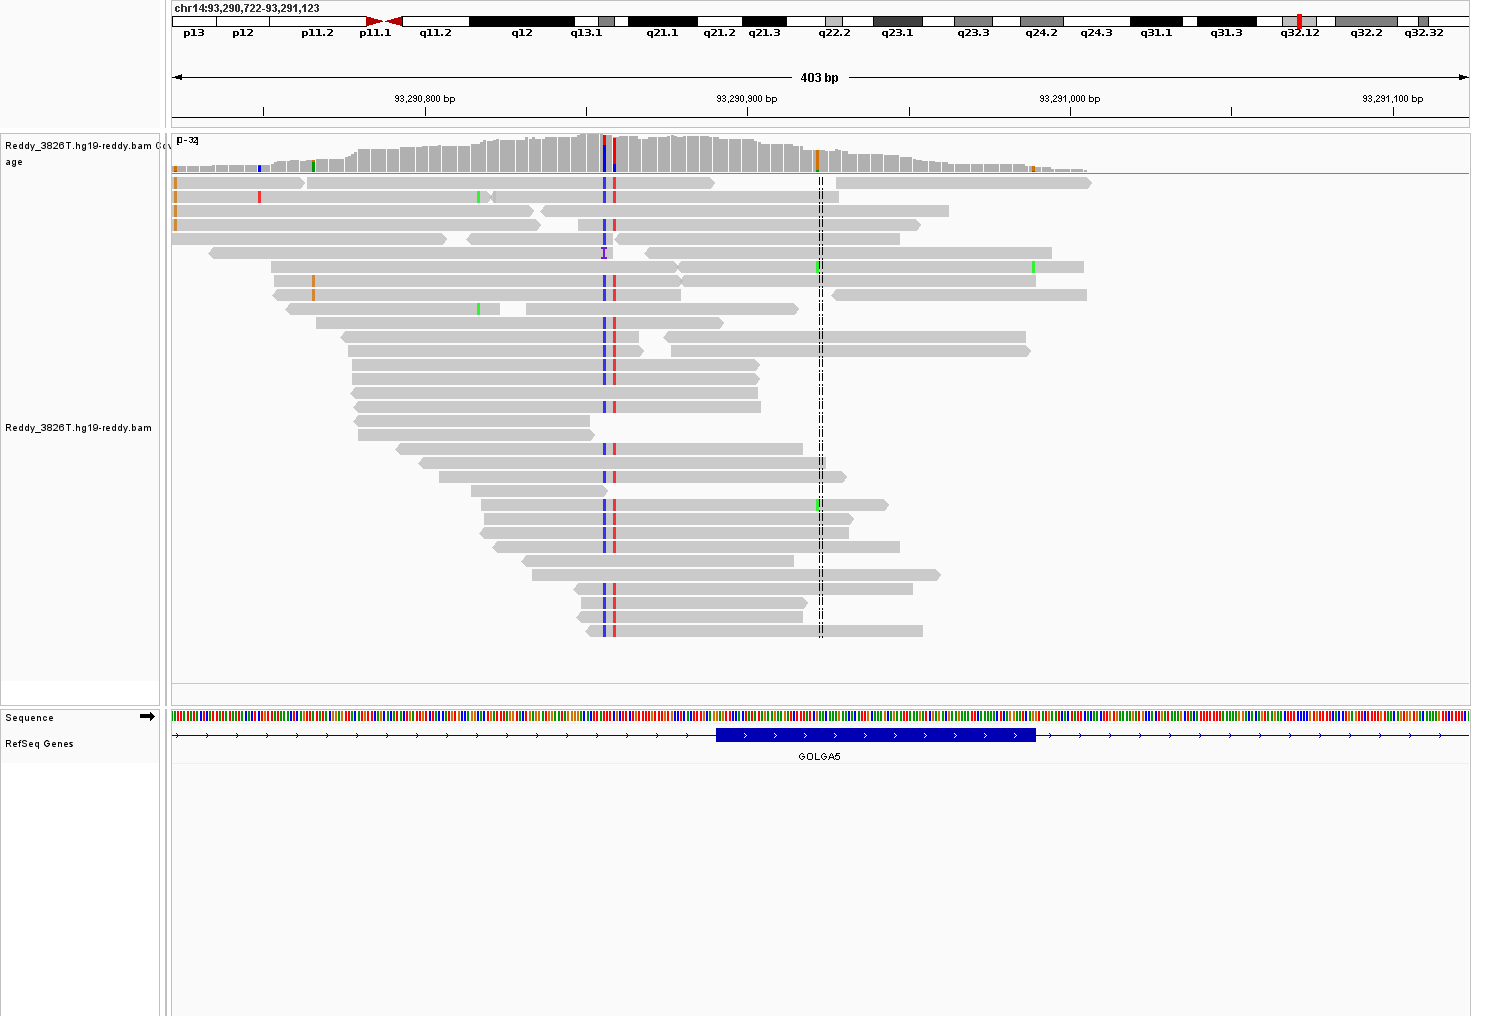 chr14:93,290,722-93,291,123
p13 p12 p11.2 p11.1 q11.2 q12 q13.1 q21.1 q21.2 q21.3 q22.2 q23.1 q23.3 q24.2 q24.3 q31.1 q31.3 q32.12 q32.2 q32.32
403 bp
93,290,800 bp 93,290,900 bp 93,291,000 bp 93,291,100 bp
[0-32]
Reddy_3826T.hg19-reddy.bam Cov
age
Reddy_3826T.hg19-reddy.bam
I
Sequence
RefSeq Genes
GOLGA5